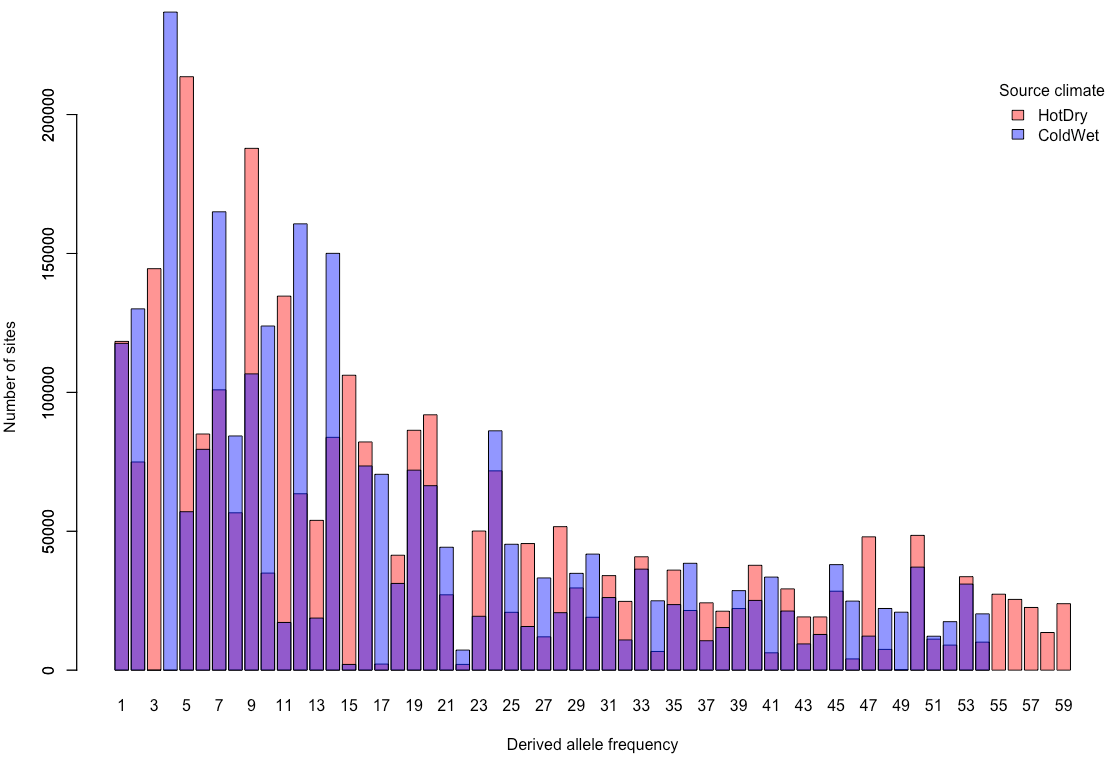 Source climate
HotDry
ColdWet
Number of sites
200000
150000
100000
50000
0
1 3 5 7 9 11 13 15 17 19 21 23 25 27 29 31 33 35 37 39 41 43 45 47 49 51 53 55 57 59
Derived allele frequency